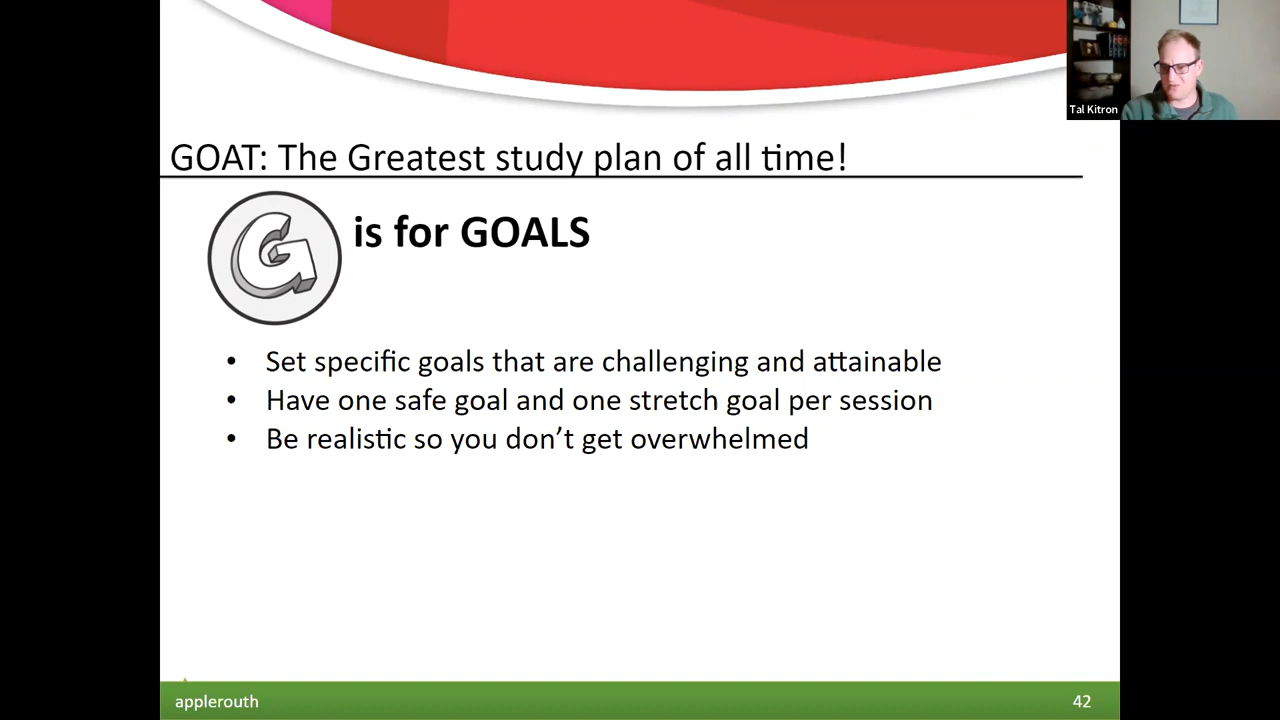 Tal Kitron
GOAT: The Greatest study plan of all time!
G is for GOALS
• Set specific goals that are challenging and attainable
• Have one safe goal and one stretch goal per session
• Be realistic so you don’t get overwhelmed
applerouth 42